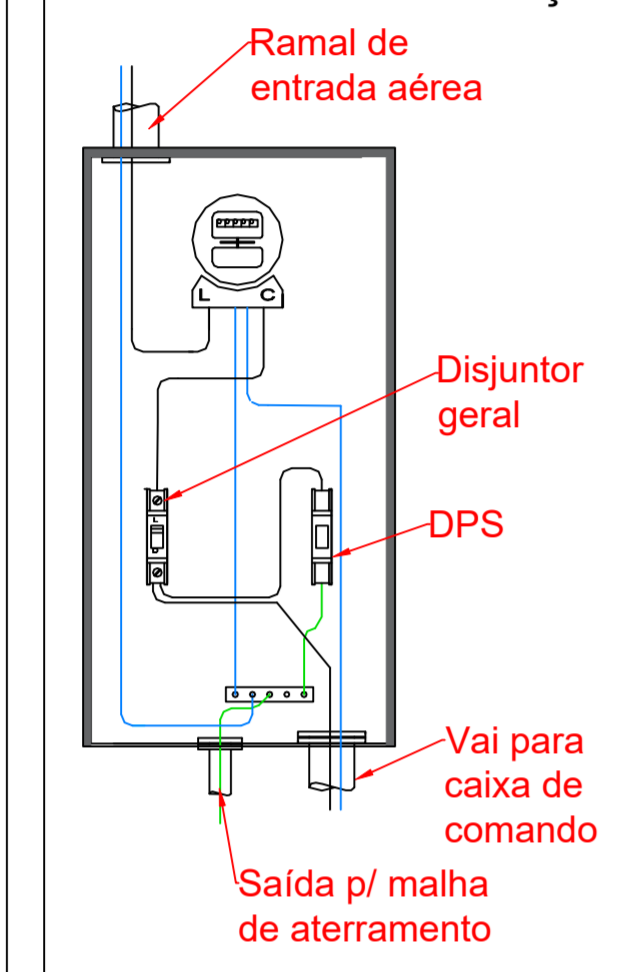 Ramal de
entrada aérea
L C
Disjuntor
geral
L
DPS
Vai para
caixa de
comando
Saída p/ malha
de aterramento